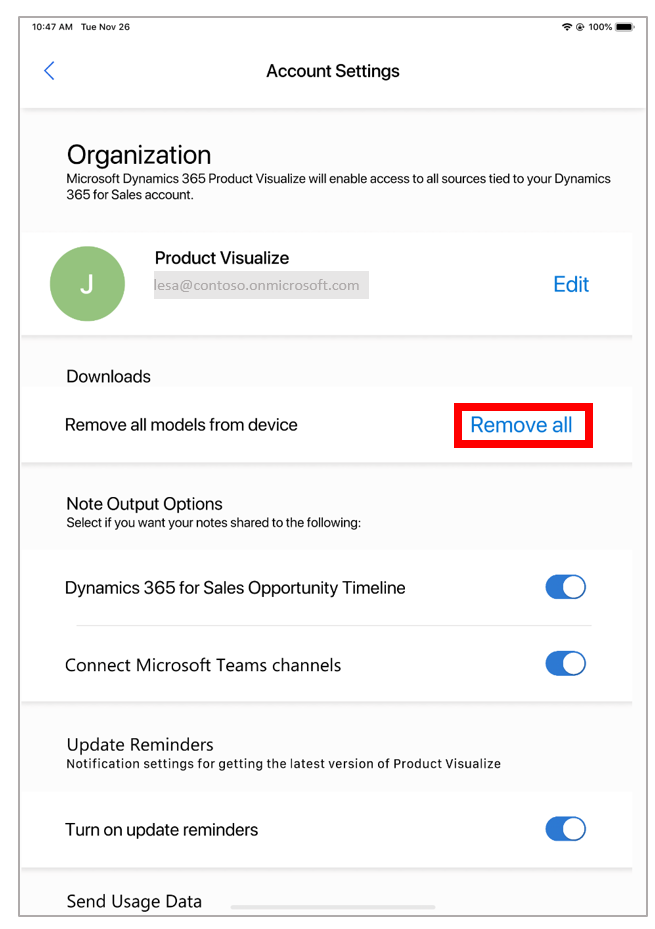 10:47 AM Tue Nov 26
100%
Account Settings
Organization
Microsoft Dynamics 365 Product Visualize will enable access to all sources tied to your Dynamics
365 for Sales account.
J
Product Visualize
lesa@contoso.onmicrosoft.com
Edit
Downloads
Remove all models from device
Remove all
Note Output Options
Select if you want your notes shared to the following:
Dynamics 365 for Sales Opportunity Timeline
Connect Microsoft Teams channels
Update Reminders
Notification settings for getting the latest version of Product Visualize
Turn on update reminders
Send Usage Data